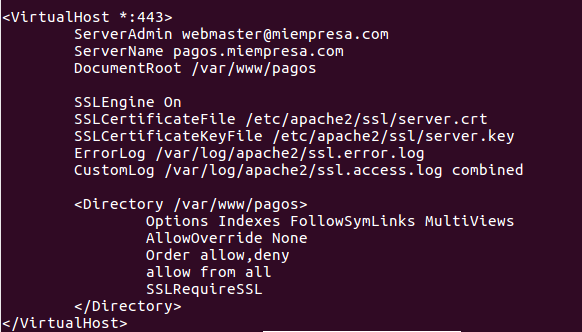 <VirtualHost *:443>
ServerAdmin webmaster@miempresa.com
ServerName pagos.miempresa.com
DocumentRoot /var/www/pagos
SSLEngine On
SSLCertificateFile /etc/apache2/ssl/server.crt
SSLCertificateKeyFile /etc/apache2/ssl/server.key
ErrorLog /var/log/apache2/ssl.error.log
CustomLog /var/log/apache2/ssl.access.log combined
<Directory /var/www/pagos>
Options Indexes FollowSymLinks MultiViews
AllowOverride None
Order allow,deny
allow from all
SSLRequireSSL
</Directory>
</VirtualHost>